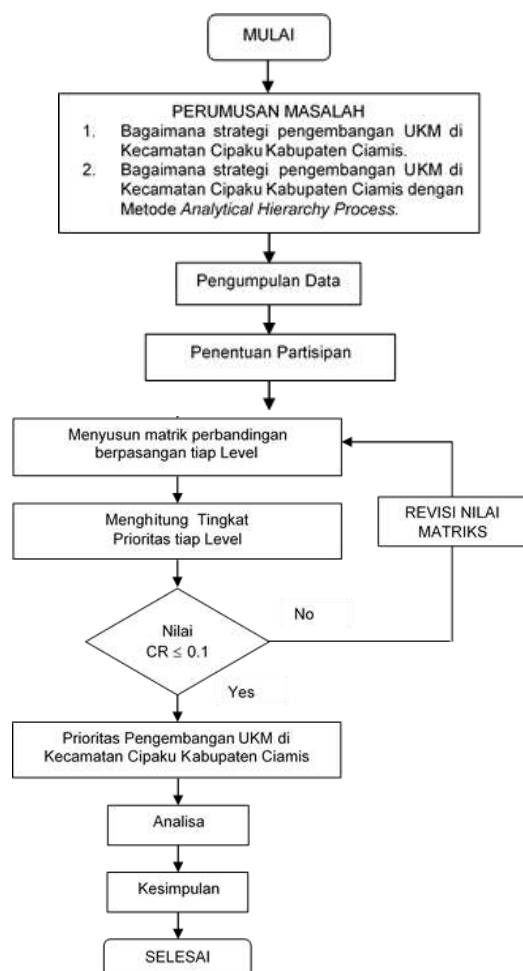 MULAI
PERUMUSAN MASALAH
1. Bagaimana strategi pengembangan UKM di
Kecamatan Cipaku Kabupaten Ciamis.
2. Bagaimana strategi pengembangan UKM di
Kecamatan Cipaku Kabupaten Ciamis dengan
Metode Analytical Hierarchy Process.
Pengumpulan Data
Penentuan Partisipan
Menyusun matrik perbandingan
berpasangan tiap Level
Menghitung Tingkat
Prioritas tiap Level
REVISI NILAI
MATRIKS
Nilai
CR ≤ 0.1
No
Yes
Prioritas Pengembangan UKM di
Kecamatan Cipaku Kabupaten Ciamis
Analisa
Kesimpulan
SELESAI